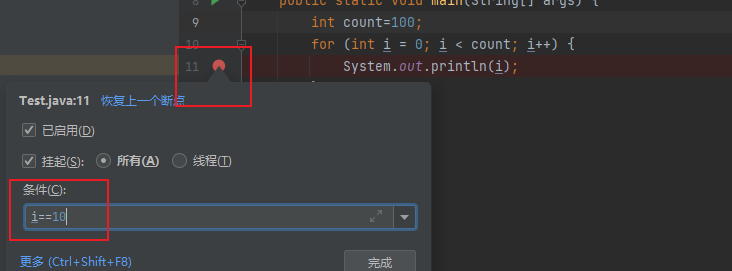 8 public static void main(String[] args) {
9 int count=100;
10 for (int i = 0; i < count; i++) {
11 System.out.println(i);
}
Test.java:11 恢复上一个断点
已启用(D)
挂起(S): 所有(A) 线程(T)
条件(C):
i==10
更多 (Ctrl+Shift+F8) 完成